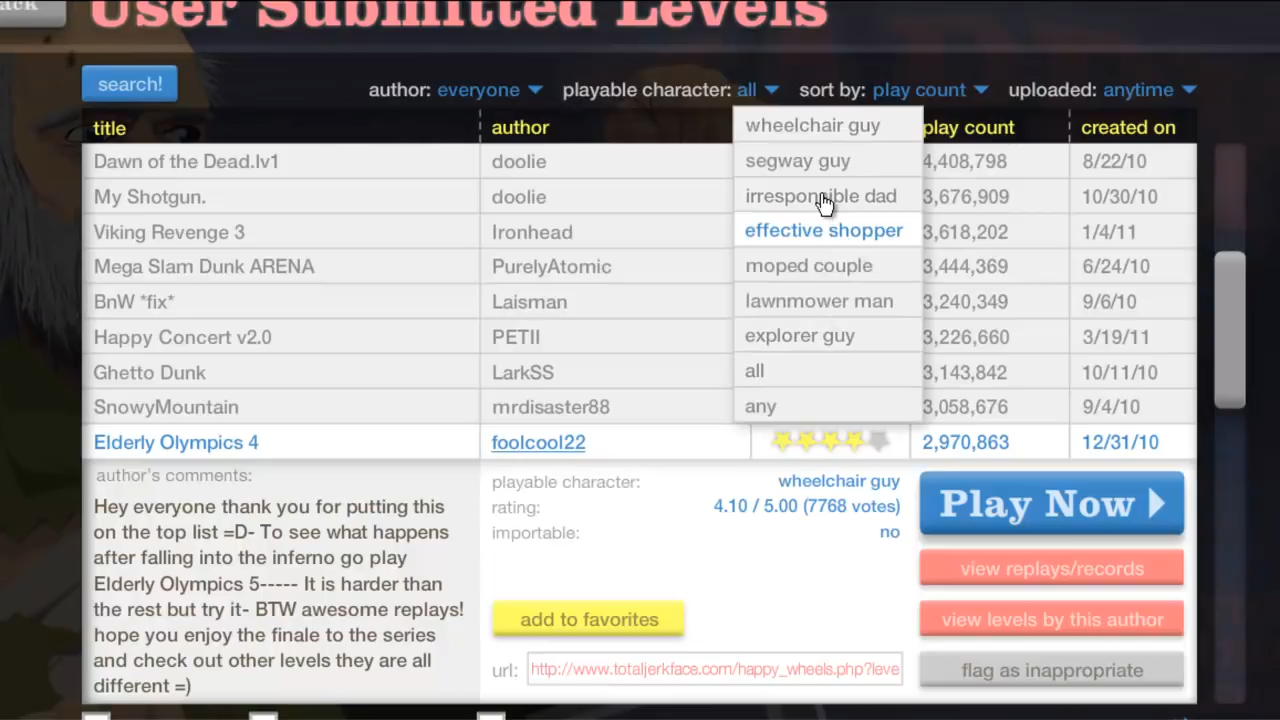 ack
User Submitted Levels
search!
author: everyone playable character: all sort by: play count uploaded: anytime
title author play count created on
wheelchair guy
segway guy
irresponsible dad
effective shopper
moped couple
lawnmower man
explorer guy
all
any
Dawn of the Dead.lv1 doolie 4,408,798 8/22/10
My Shotgun. doolie 3,676,909 10/30/10
Viking Revenge 3 Ironhead 3,618,202 1/4/11
Mega Slam Dunk ARENA PurelyAtomic 3,444,369 6/24/10
BnW *fix* Laisman 3,240,349 9/6/10
Happy Concert v2.0 PETII 3,226,660 3/19/11
Ghetto Dunk LarkSS 3,143,842 10/11/10
SnowyMountain mrdisaster88 3,058,676 9/4/10
Elderly Olympics 4 foolcool22 2,970,863 12/31/10
author's comments:
Hey everyone thank you for putting this
on the top list =D- To see what happens
after falling into the inferno go play
Elderly Olympics 5----- It is harder than
the rest but try it- BTW awesome replays!
hope you enjoy the finale to the series
and check out other levels they are all
different =)
playable character: wheelchair guy
rating: 4.10 / 5.00 (7768 votes)
importable: no
add to favorites
url: http://www.totaljerkface.com/happy_wheels.php?leve
Play Now
view replays/records
view levels by this author
flag as inappropriate